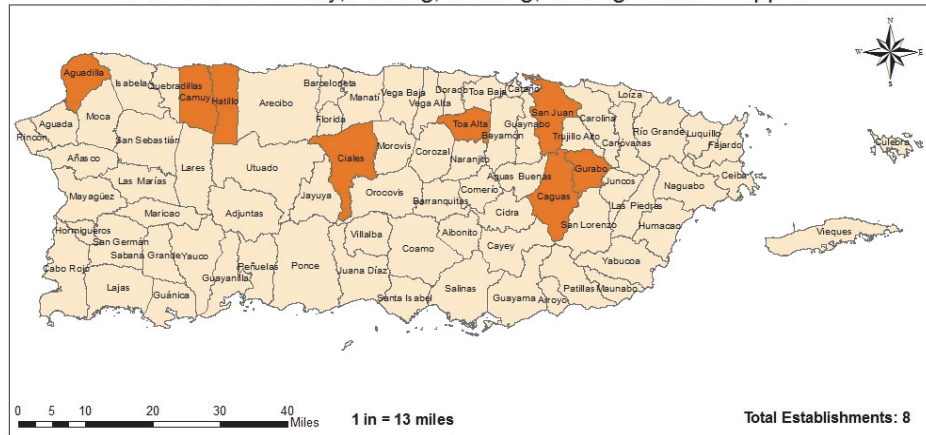 N
W E
S
Aguadilla
Isabela
Quebradillas
Camuy
Hatillo
Arecibo
Barceloneta
Manatí
Vega Baja
Vega Alta
Dorado
Toa Baja
Cataño
San Juan
Carolina
Loiza
Moca
Florida
Toa Alta
Bayamón
Guaynabo
Trujillo Alto
Canóvanas
Río Grande
Luquillo
Fajardo
Culebra
Aguada
Rincón
San Sebastián
Ciales
Morovis
Corozal
Naranjito
Añasco
Lares
Utuado
Aguas Buenas
Gurabo
Juncos
Ceiba
Las Marías
Jayuya
Orocovis
Barranquitas
Comerío
Caguas
Naguabo
Mayagüez
Maricao
Adjuntas
Cidra
San Lorenzo
Las Piedras
Humacao
Hormigueros
San Germán
Villalba
Aibonito
Cayey
Vieques
Sabana Grande
Yauco
Peñuelas
Ponce
Coamo
Yabucoa
Cabo Rojo
Guayanilla
Juana Díaz
Lajas
Guánica
Santa Isabel
Salinas
Guayama
Arroyo
Patillas
Maunabo
0 5 10 20 30 40
Miles
1 in = 13 miles
Total Establishments: 8